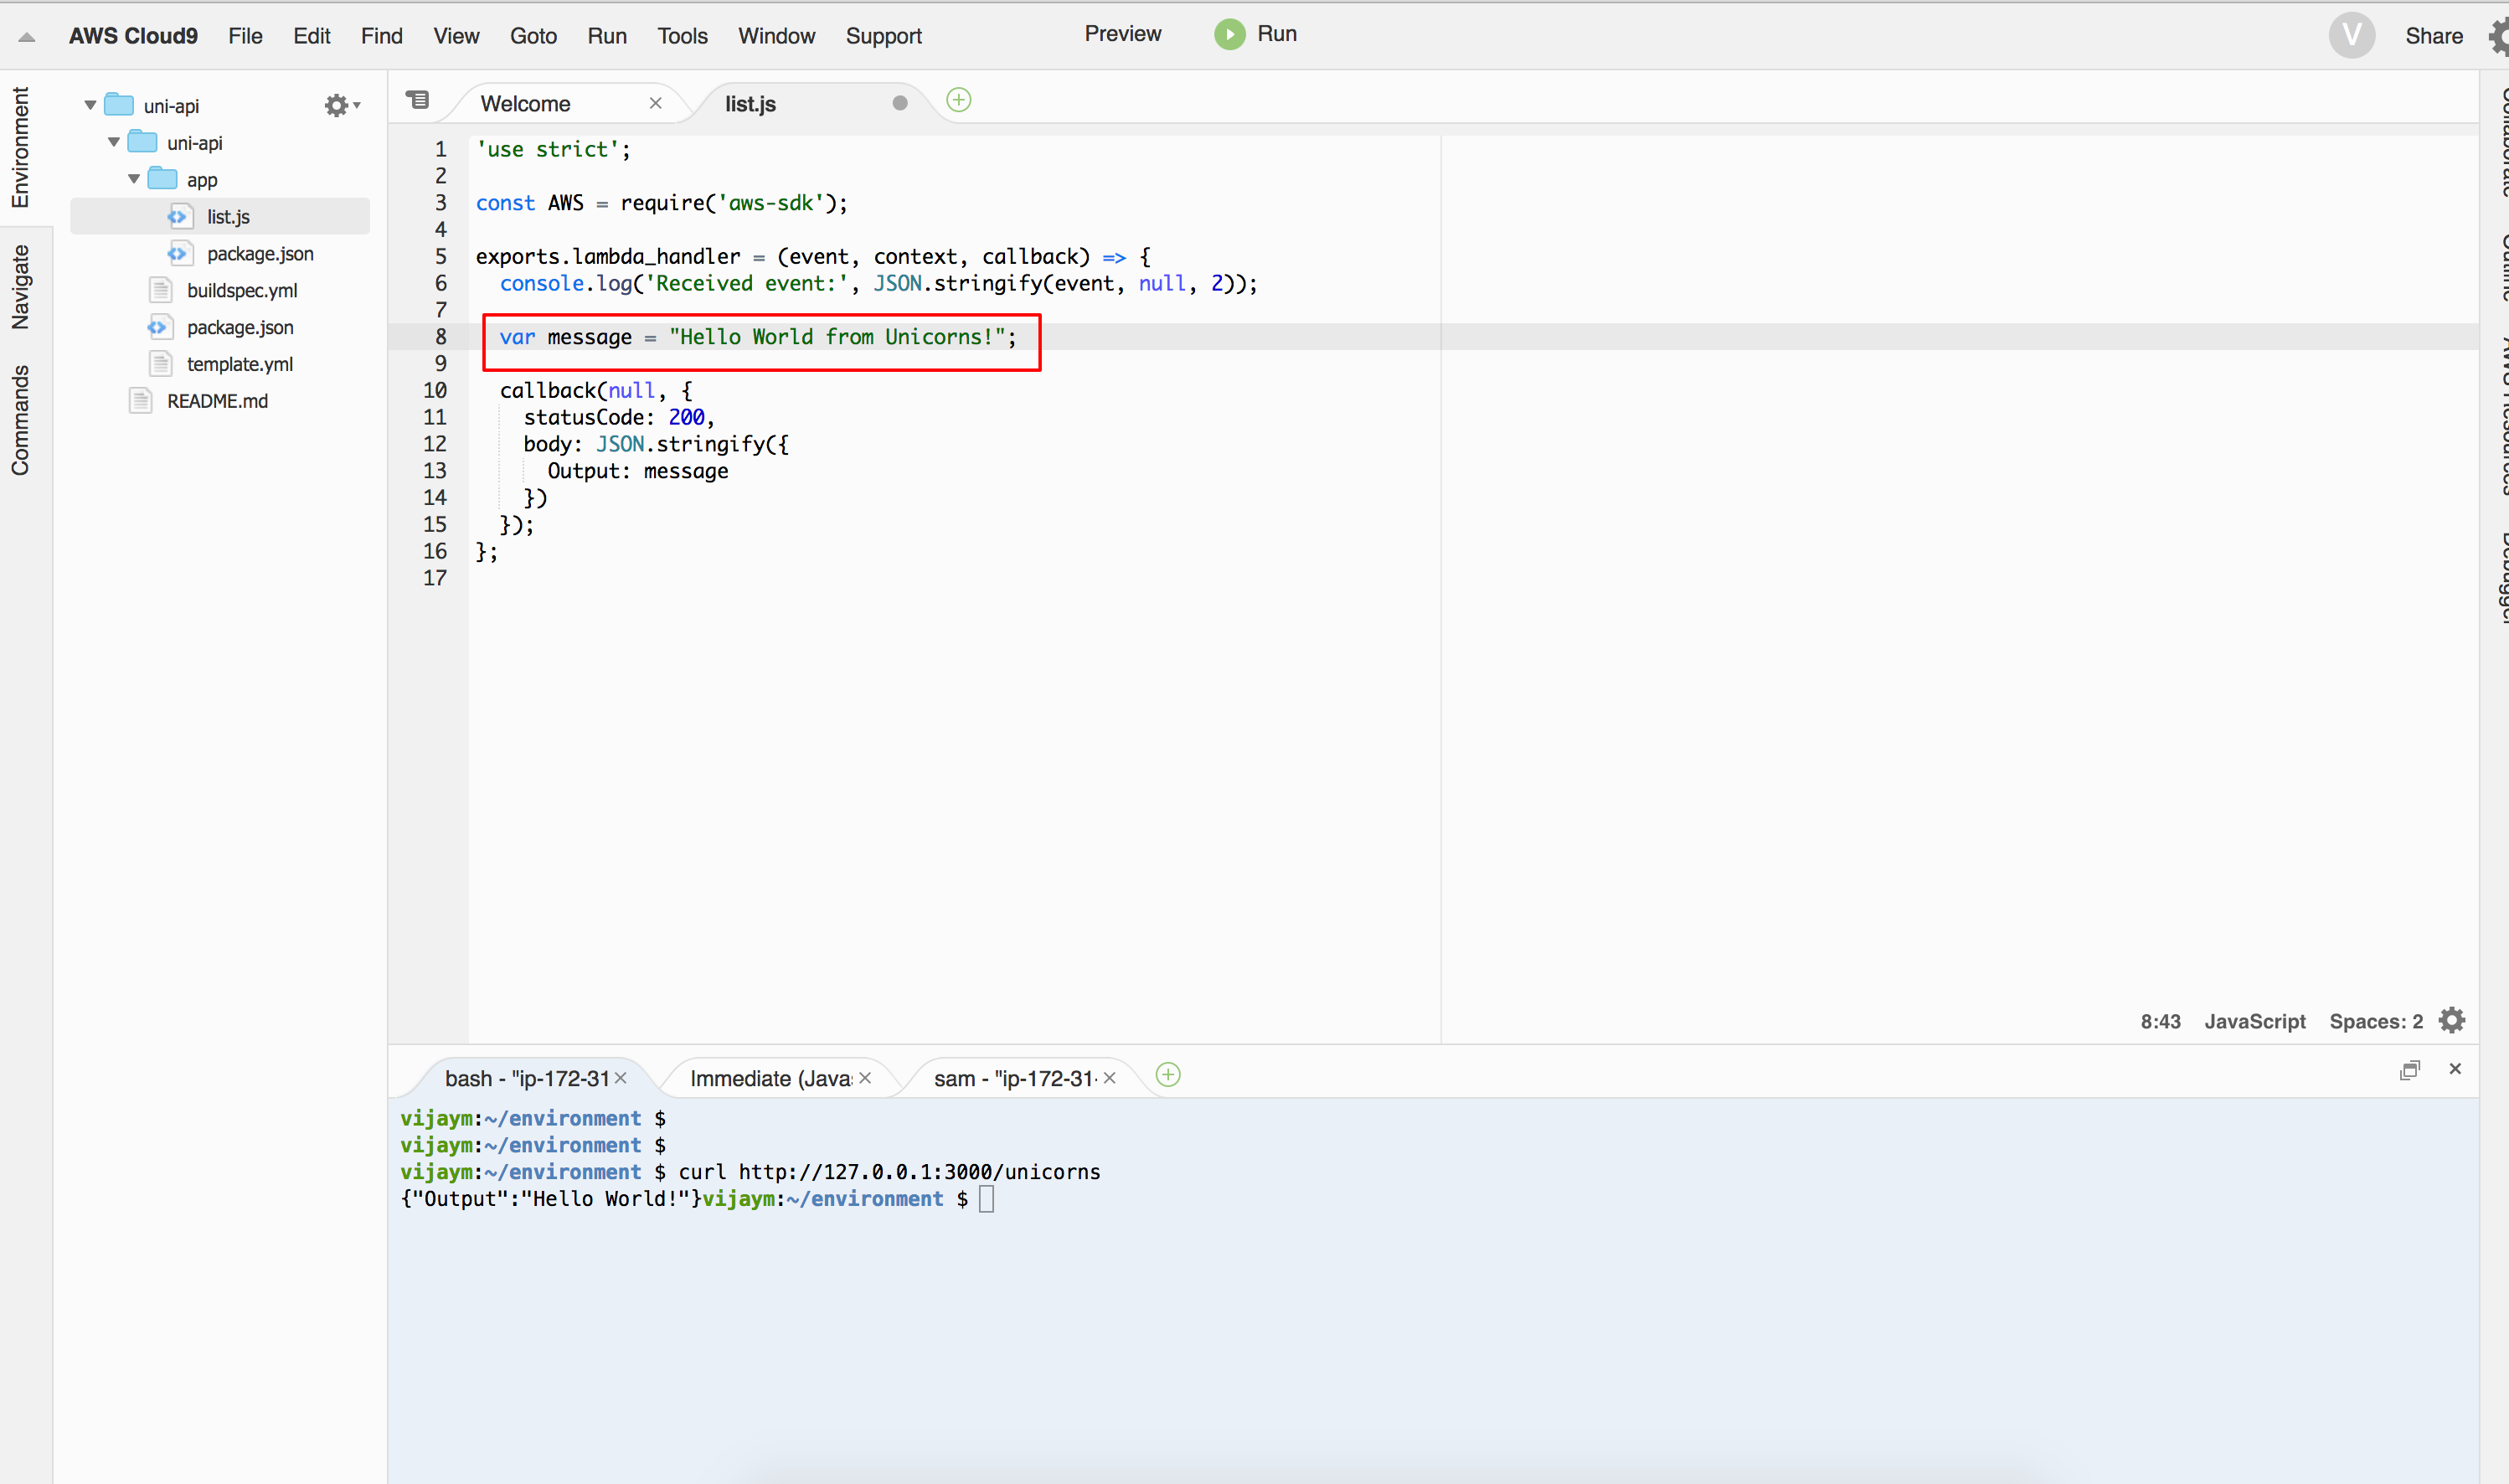 AWS Cloud9 File Edit Find View Goto Run Tools Window Support Preview Run V Share
Environment
Navigate
Commands
uni-api
uni-api
app
list.js
package.json
buildspec.yml
package.json
template.yml
README.md
Welcome
list.js
1 'use strict';
2
3 const AWS = require('aws-sdk');
4
5 exports.lambda_handler = (event, context, callback) => {
6 console.log('Received event:', JSON.stringify(event, null, 2));
7
8 var message = "Hello World from Unicorns!";
9
10 callback(null, {
11 statusCode: 200,
12 body: JSON.stringify({
13 Output: message
14 })
15 });
16 };
17
8:43 JavaScript Spaces: 2
Collaborate
Outline
AWS Resources
Debugger
bash - "ip-172-31 Immediate (Java: sam - "ip-172-31-
vijaym:~/environment $
vijaym:~/environment $
vijaym:~/environment $ curl http://127.0.0.1:3000/unicorns
{"Output":"Hello World!"}vijaym:~/environment $